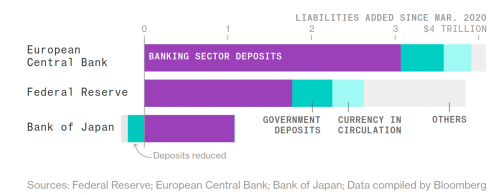 LIABILITIES ADDED SINCE MAR. 2020
0 1 2 3 $4 TRILLION
European
Central Bank
BANKING SECTOR DEPOSITS
Federal Reserve
Bank of Japan
GOVERNMENT
DEPOSITS
CURRENCY IN
CIRCULATION
OTHERS
Deposits reduced
Sources: Federal Reserve; European Central Bank; Bank of Japan; Data compiled by Bloomberg